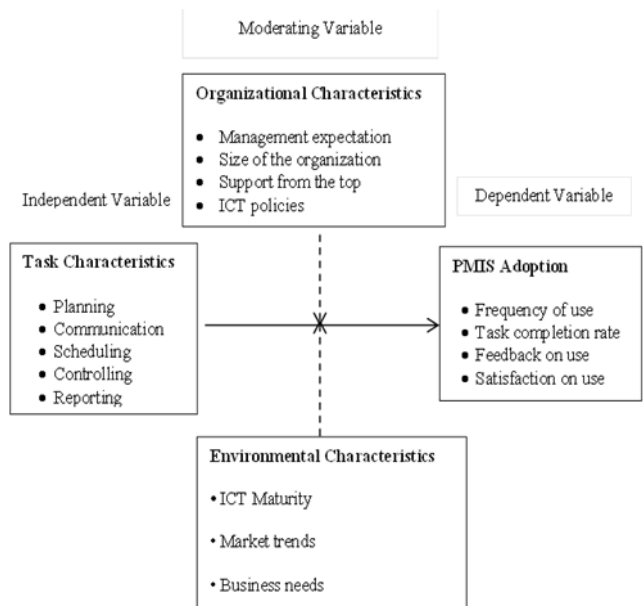 Moderating Variable
Organizational Characteristics
• Management expectation
• Size of the organization
• Support from the top
• ICT policies
Independent Variable
Dependent Variable
Task Characteristics
• Planning
• Communication
• Scheduling
• Controlling
• Reporting
PMIS Adoption
• Frequency of use
• Task completion rate
• Feedback on use
• Satisfaction on use
Environmental Characteristics
• ICT Maturity
• Market trends
• Business needs